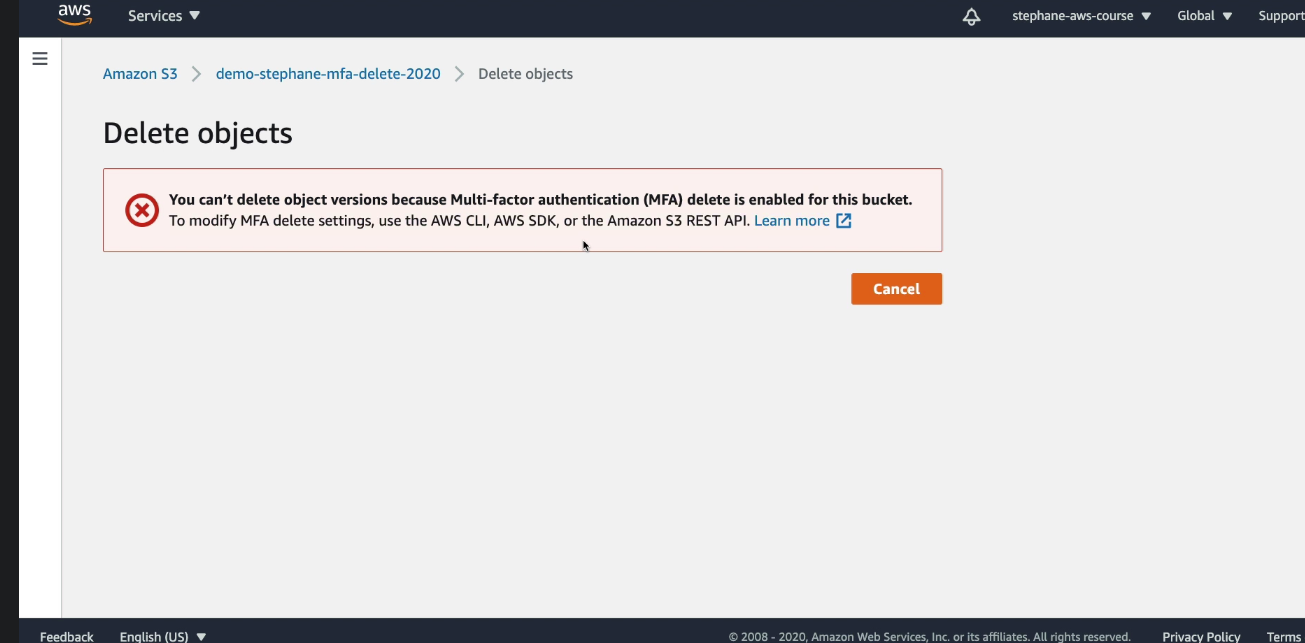 aws Services ▼ stephane-aws-course ▼ Global ▼ Support
Amazon S3 > demo-stephane-mfa-delete-2020 > Delete objects
Delete objects
You can't delete object versions because Multi-factor authentication (MFA) delete is enabled for this bucket.
To modify MFA delete settings, use the AWS CLI, AWS SDK, or the Amazon S3 REST API. Learn more
Cancel
Feedback English (US) ▼ © 2008 - 2020, Amazon Web Services, Inc. or its affiliates. All rights reserved. Privacy Policy Terms